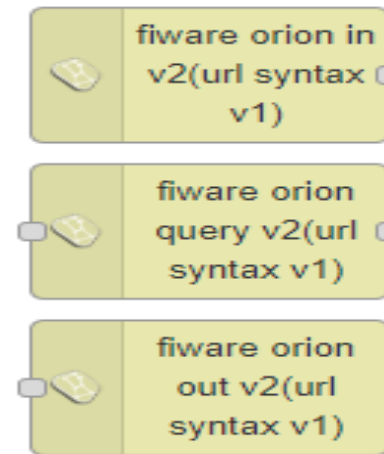 fiware orion in
v2(url syntax
v1)
fiware orion
query v2(url
syntax v1)
fiware orion
out v2(url
syntax v1)